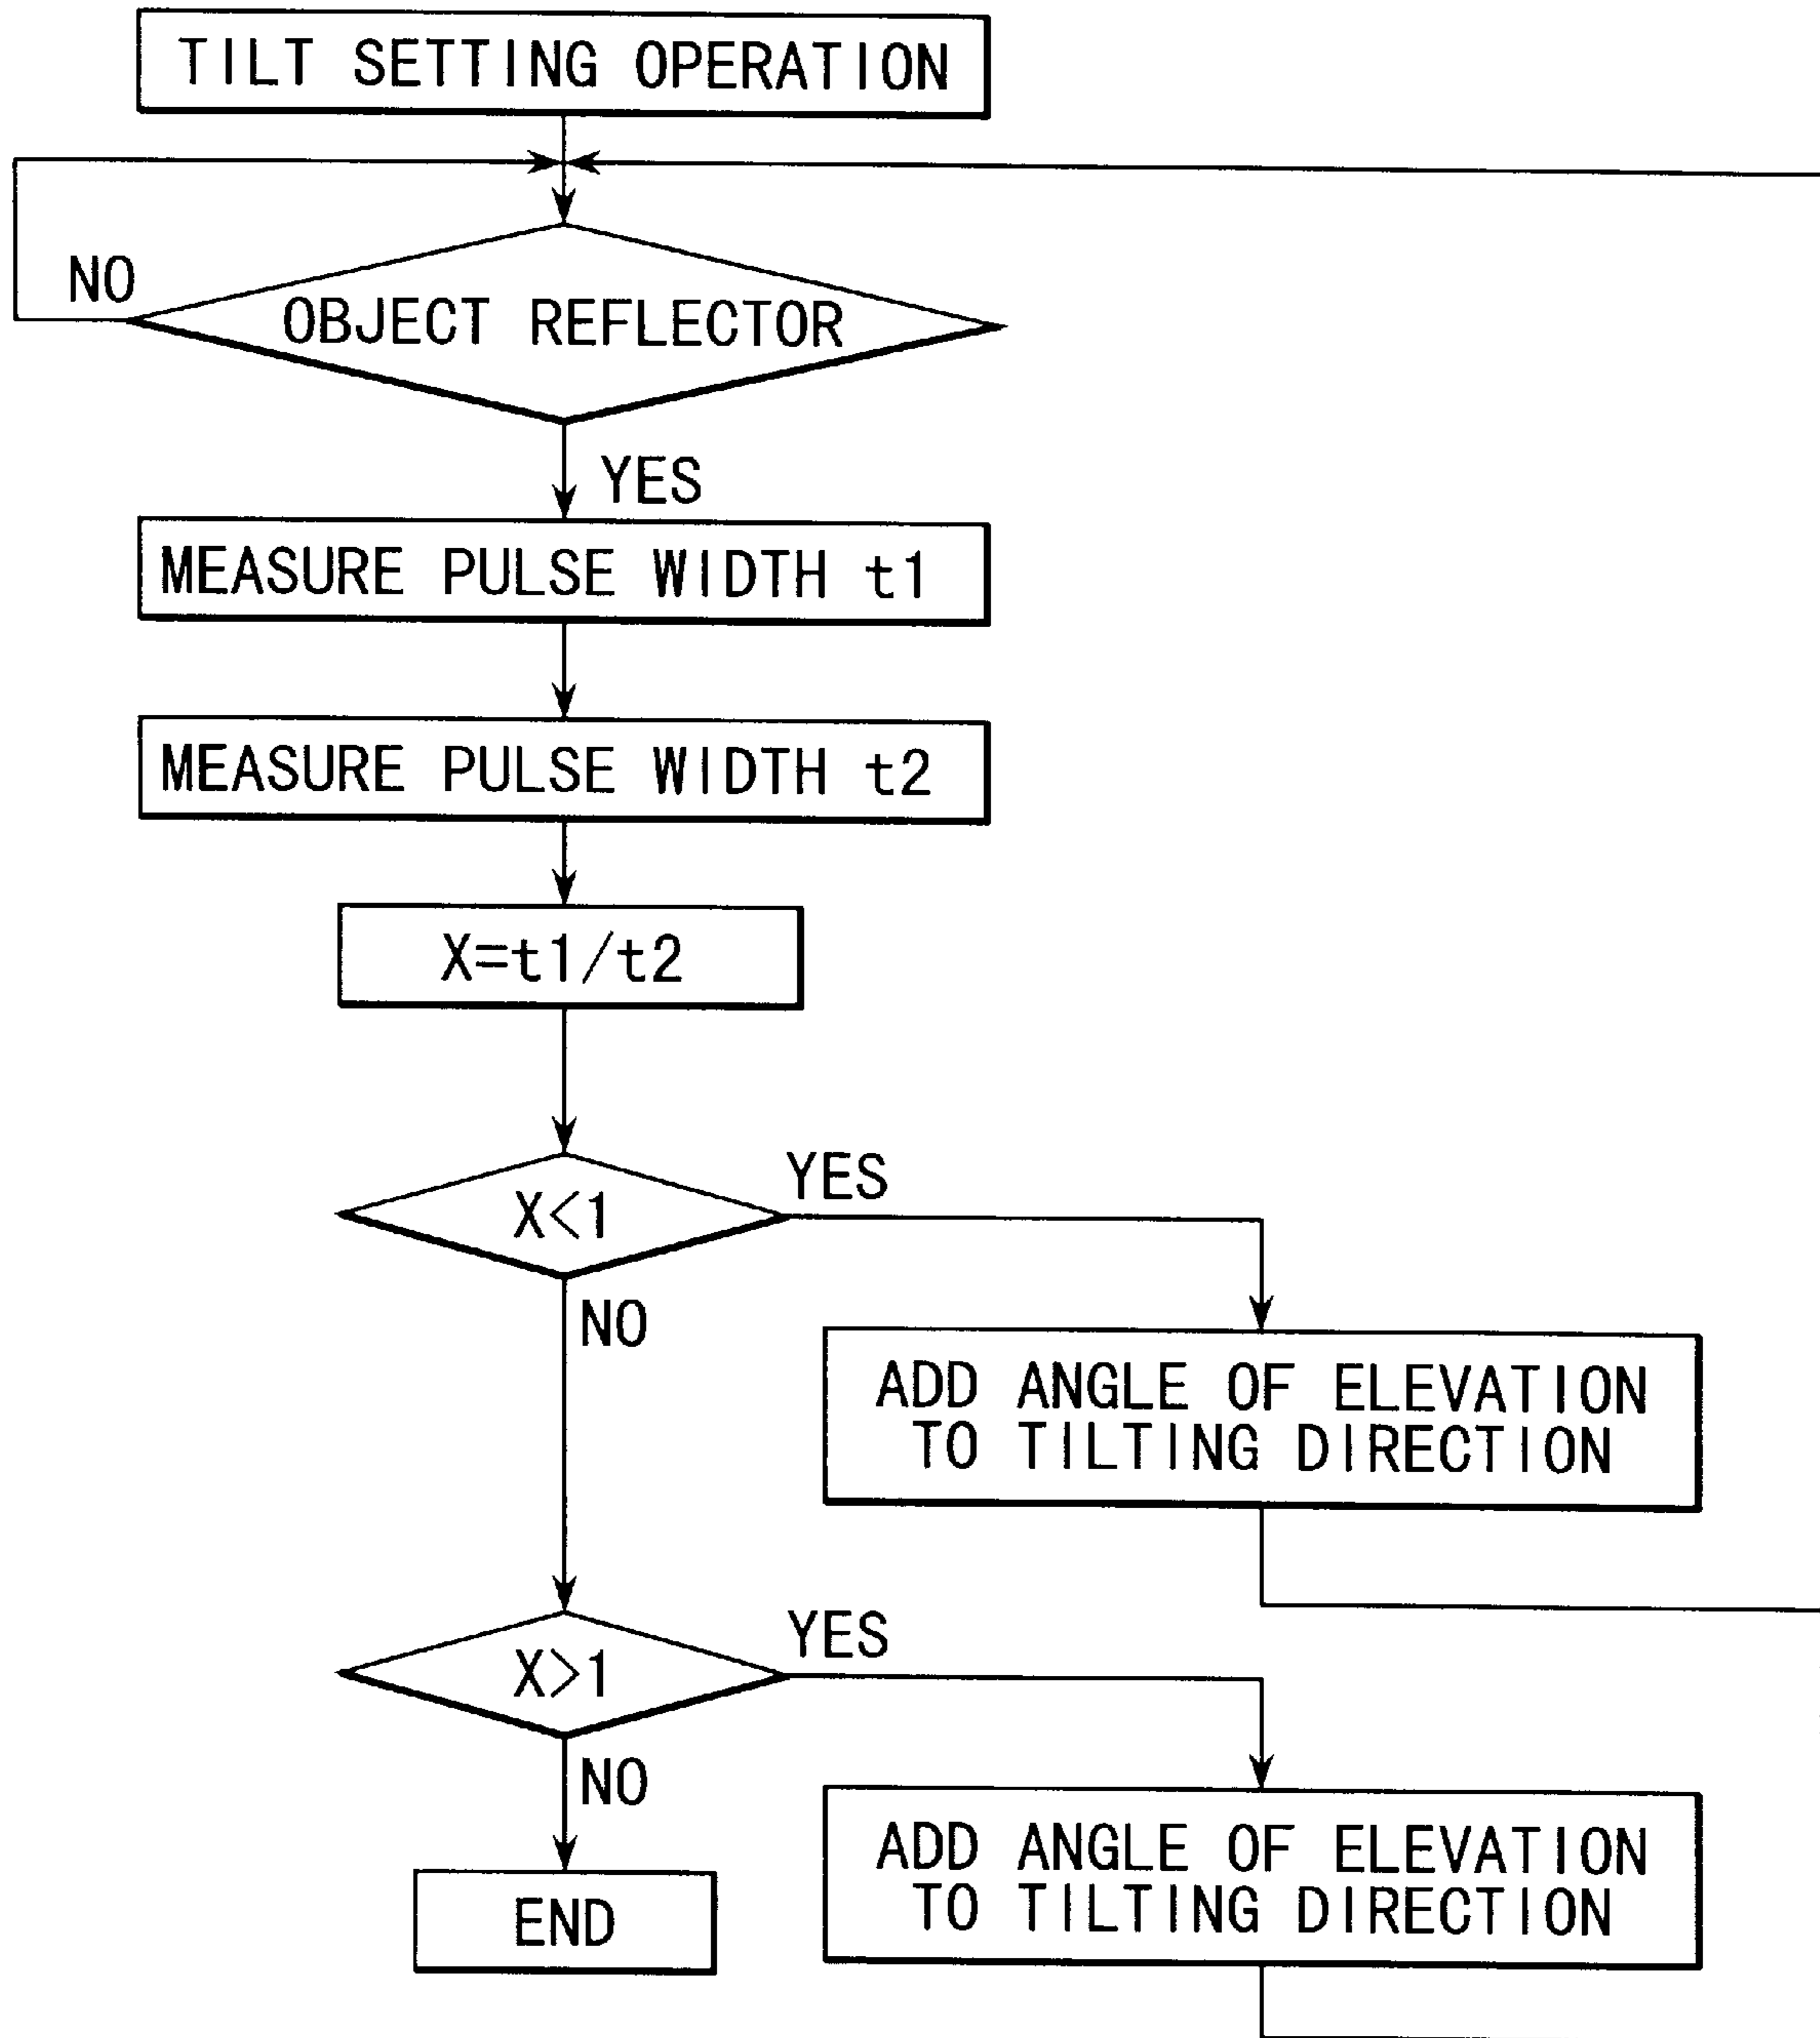 TILT SETTING OPERATION
NO
OBJECT REFLECTOR
YES
MEASURE PULSE WIDTH t1
MEASURE PULSE WIDTH t2
X=t1/t2
YES
X<1
NO
ADD ANGLE OF ELEVATION
TO TILTING DIRECTION
YES
X>1
NO
ADD ANGLE OF ELEVATION
TO TILTING DIRECTION
END